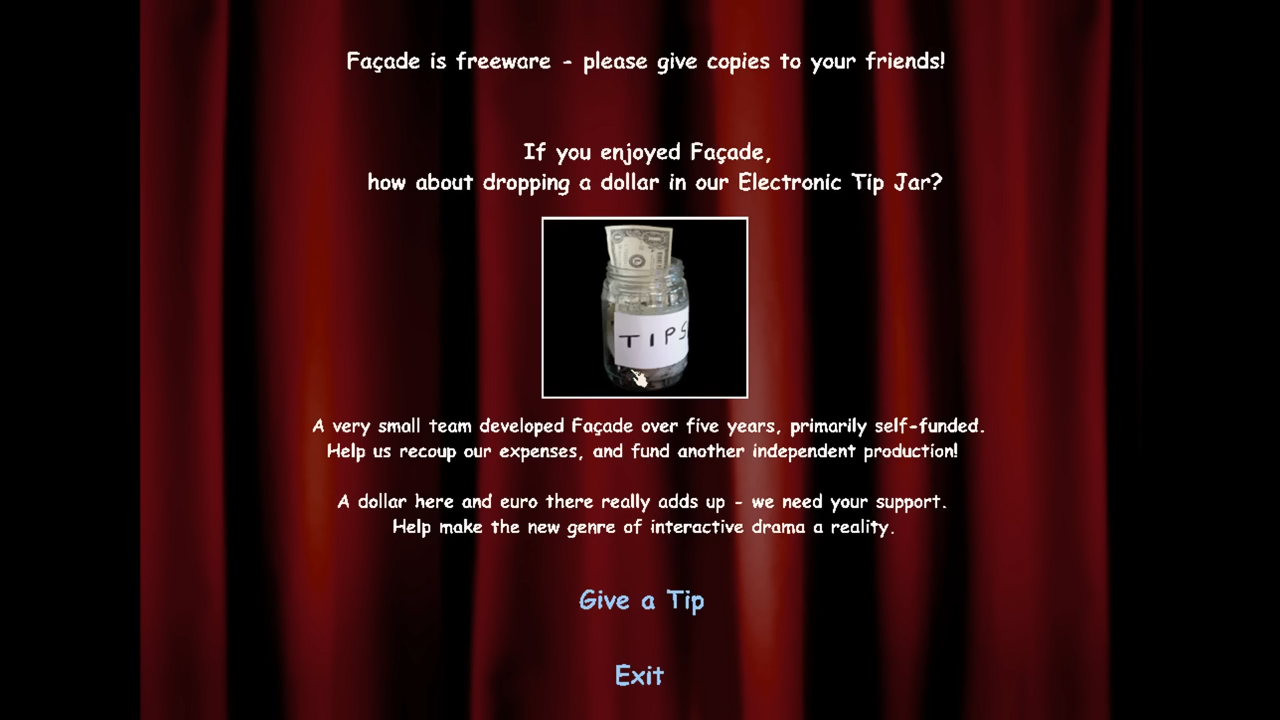 Façade is freeware - please give copies to your friends!
If you enjoyed Façade,
how about dropping a dollar in our Electronic Tip Jar?
TIPS
A very small team developed Façade over five years, primarily self-funded.
Help us recoup our expenses, and fund another independent production!
A dollar here and euro there really adds up - we need your support.
Help make the new genre of interactive drama a reality.
Give a Tip
Exit